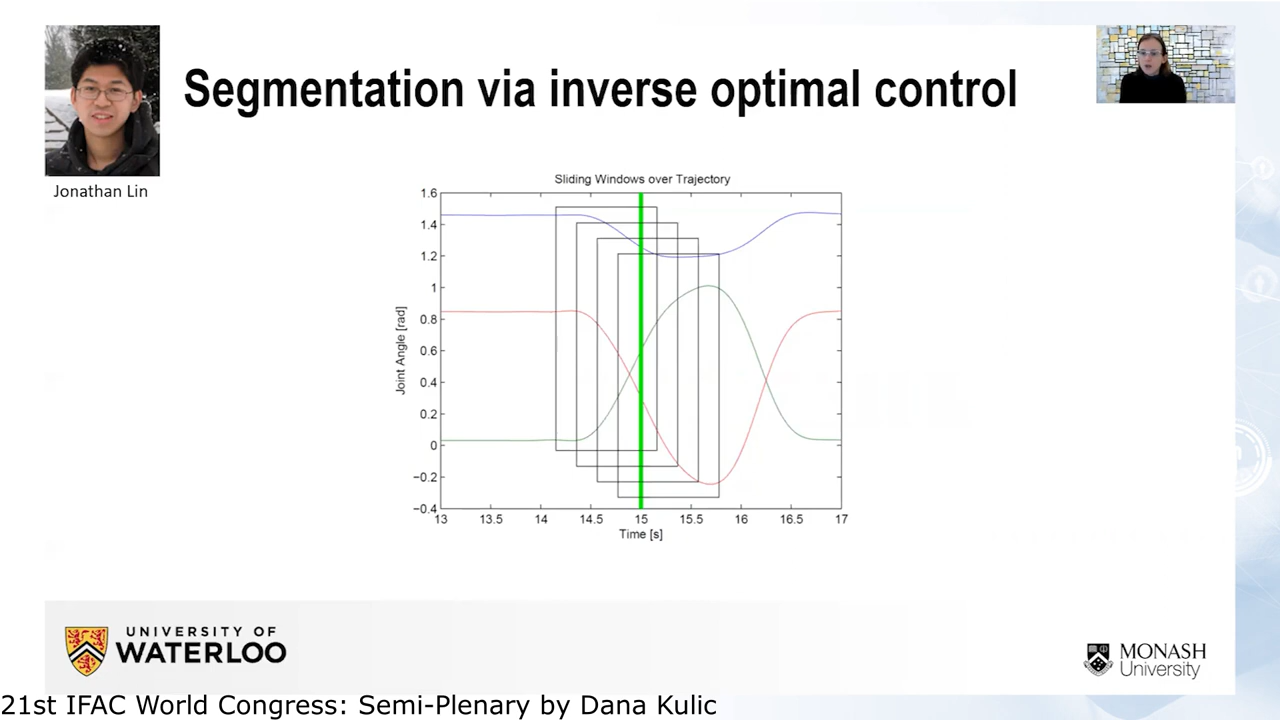 Segmentation via inverse optimal control
Jonathan Lin
Sliding Windows over Trajectory
1.6
1.4
1.2
1
0.8
0.6
0.4
0.2
0
−0.2
−0.4
Joint Angle [rad]
13 13.5 14 14.5 15 15.5 16 16.5 17
Time [s]
UNIVERSITY OF
WATERLOO
MONASH
University
21st IFAC World Congress: Semi-Plenary by Dana Kulic